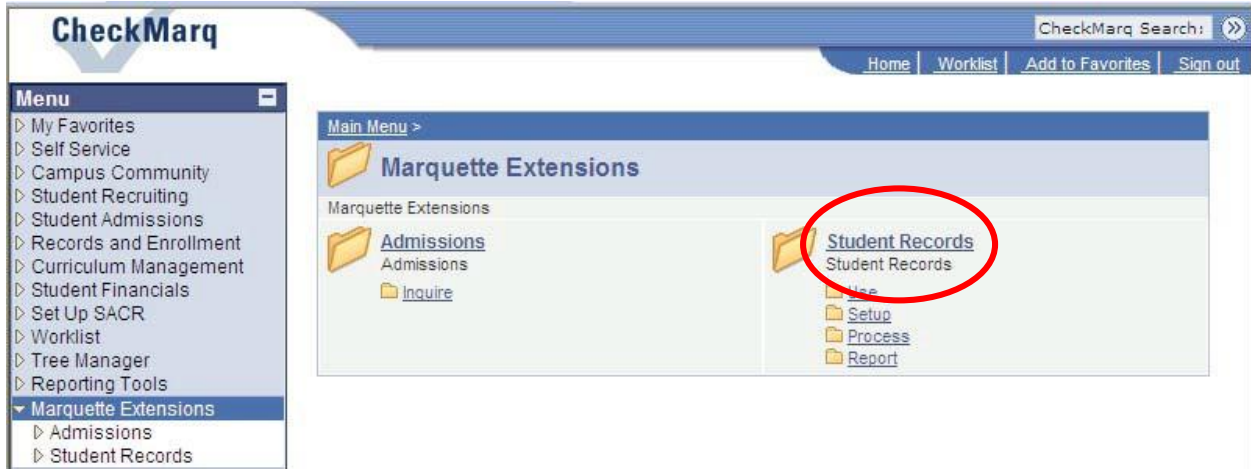 CheckMarq
CheckMarq Search:
Home Worklist Add to Favorites Sign out
Menu
My Favorites
Self Service
Campus Community
Student Recruiting
Student Admissions
Records and Enrollment
Curriculum Management
Student Financials
Set Up SACR
Worklist
Tree Manager
Reporting Tools
Marquette Extensions
Admissions
Student Records
Main Menu >
Marquette Extensions
Marquette Extensions
Admissions
Admissions
Inquire
Student Records
Student Records
Use
Setup
Process
Report